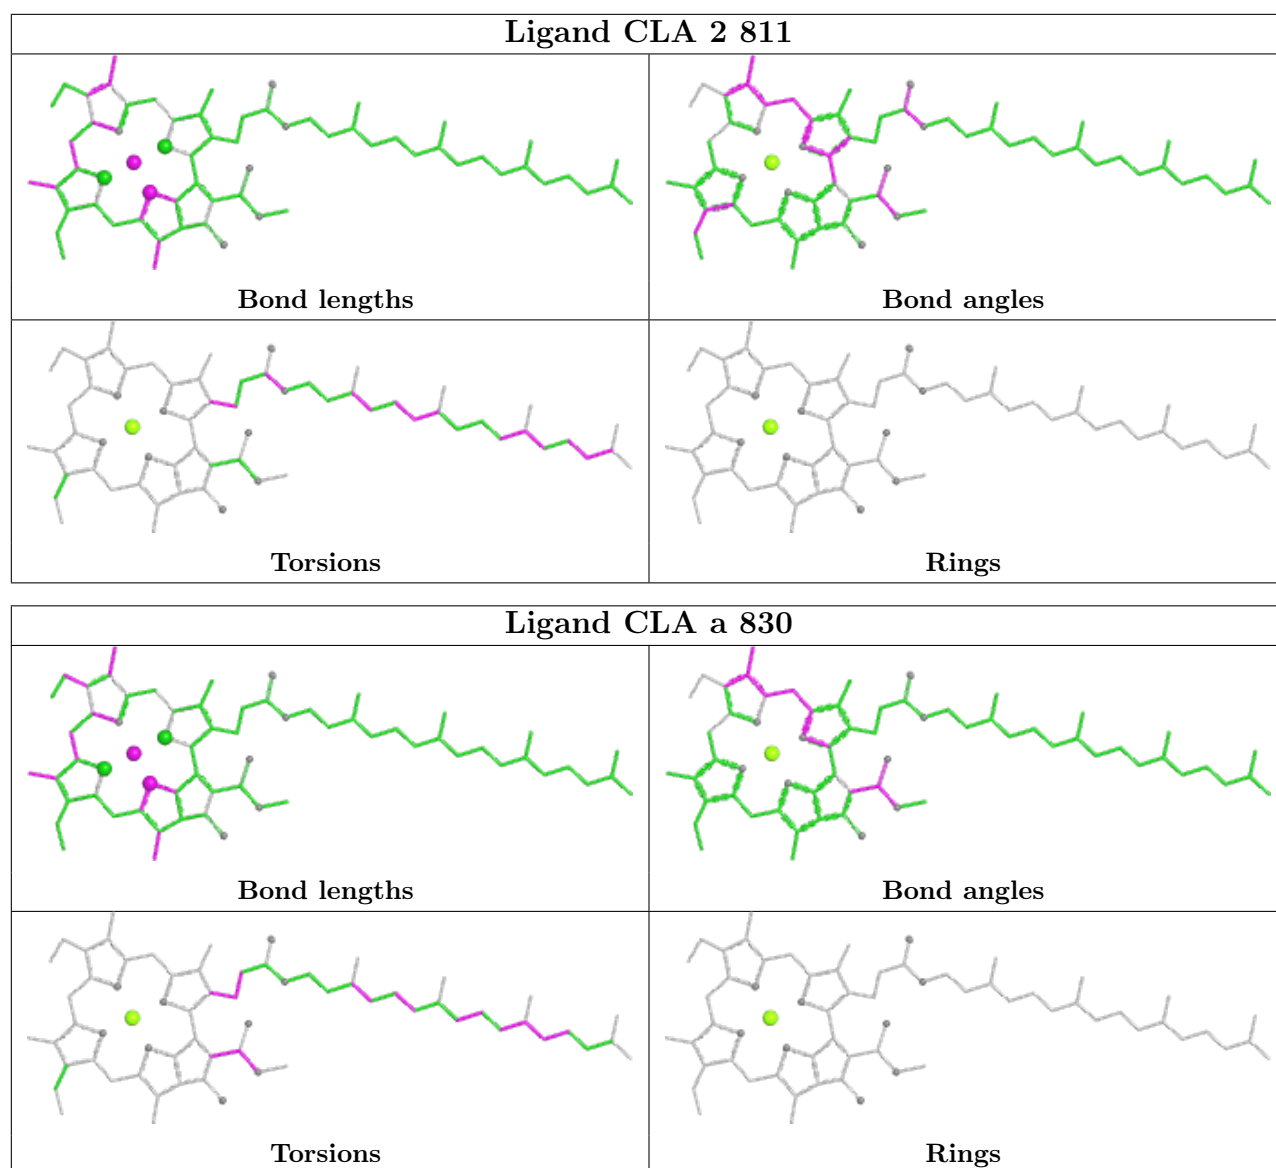 Ligand CLA 2 811
Bond lengths
Bond angles
Torsions
Rings
Ligand CLA a 830
Bond lengths
Bond angles
Torsions
Rings